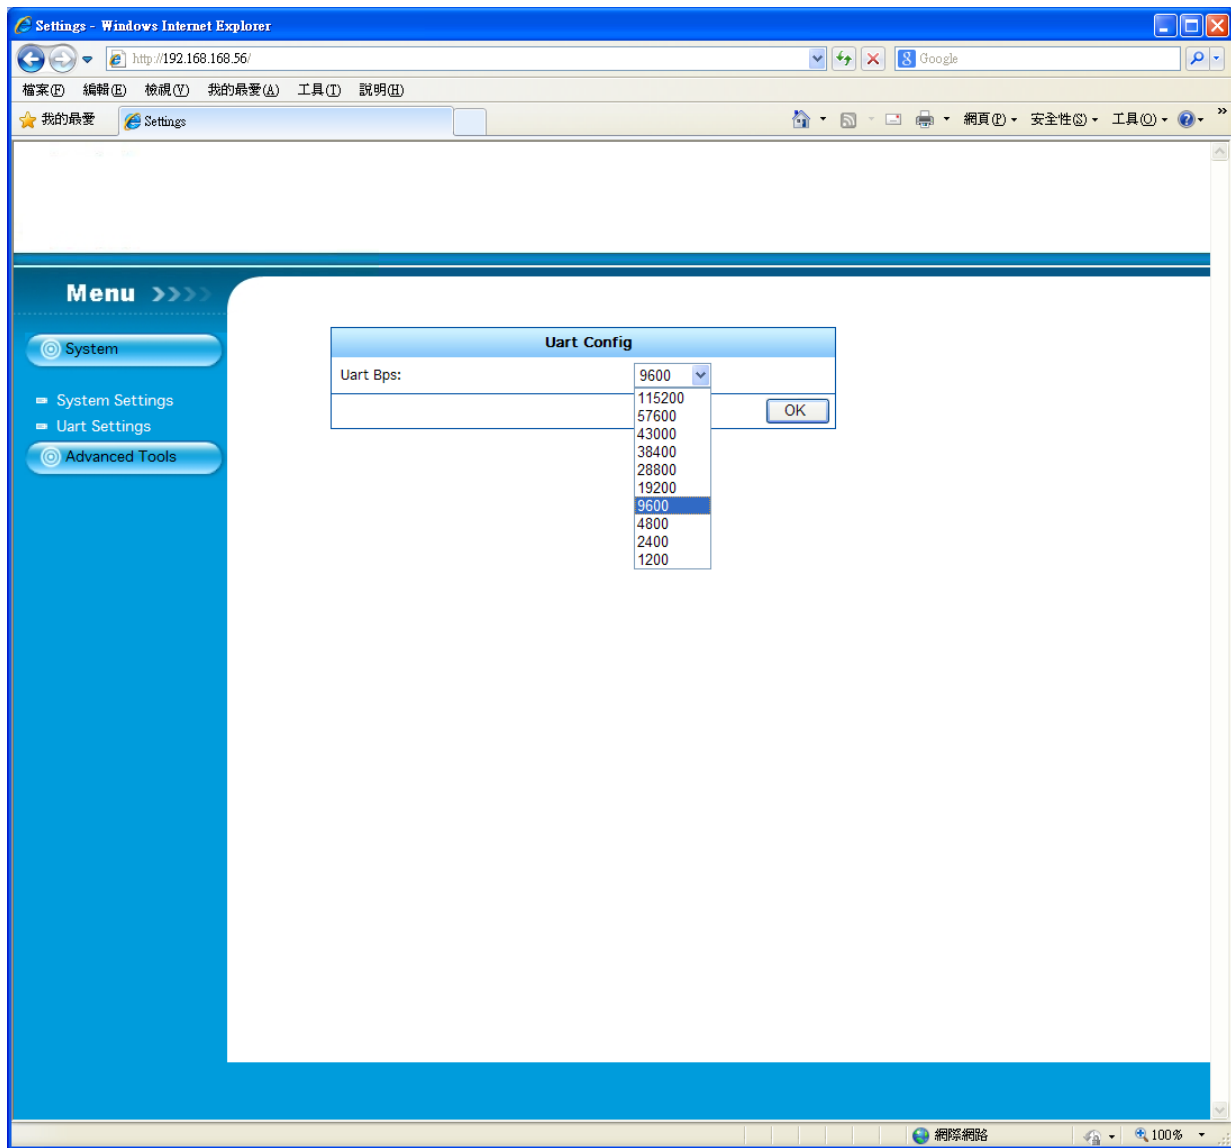 Settings - Windows Internet Explorer
http://192.168.168.56/
Google
檔案(F) 編輯(E) 檢視(V) 我的最愛(A) 工具(T) 說明(H)
我的最愛 Settings 網頁(P) 安全性(S) 工具(O)
Menu
System
System Settings
Uart Settings
Advanced Tools
Uart Config
Uart Bps: 9600
115200
57600
43000
38400
28800
19200
9600
4800
2400
1200
OK
網際網路 100%